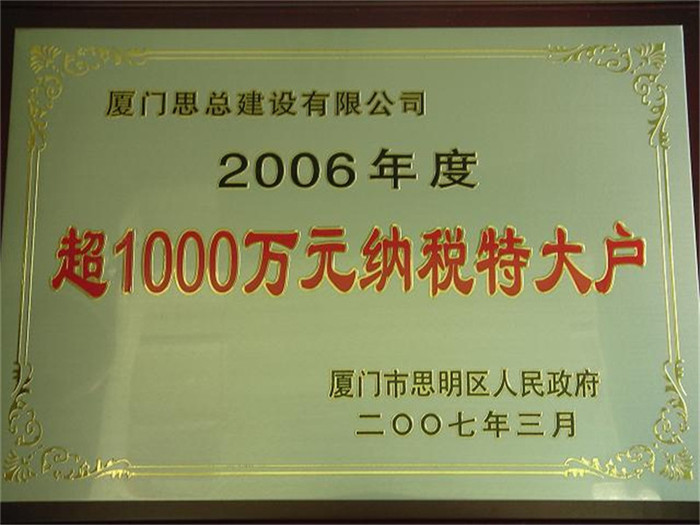 厦门思总建设有限公司
2006年度
超1000万元纳税特大户
厦门市思明区人民政府
二〇〇七年三月